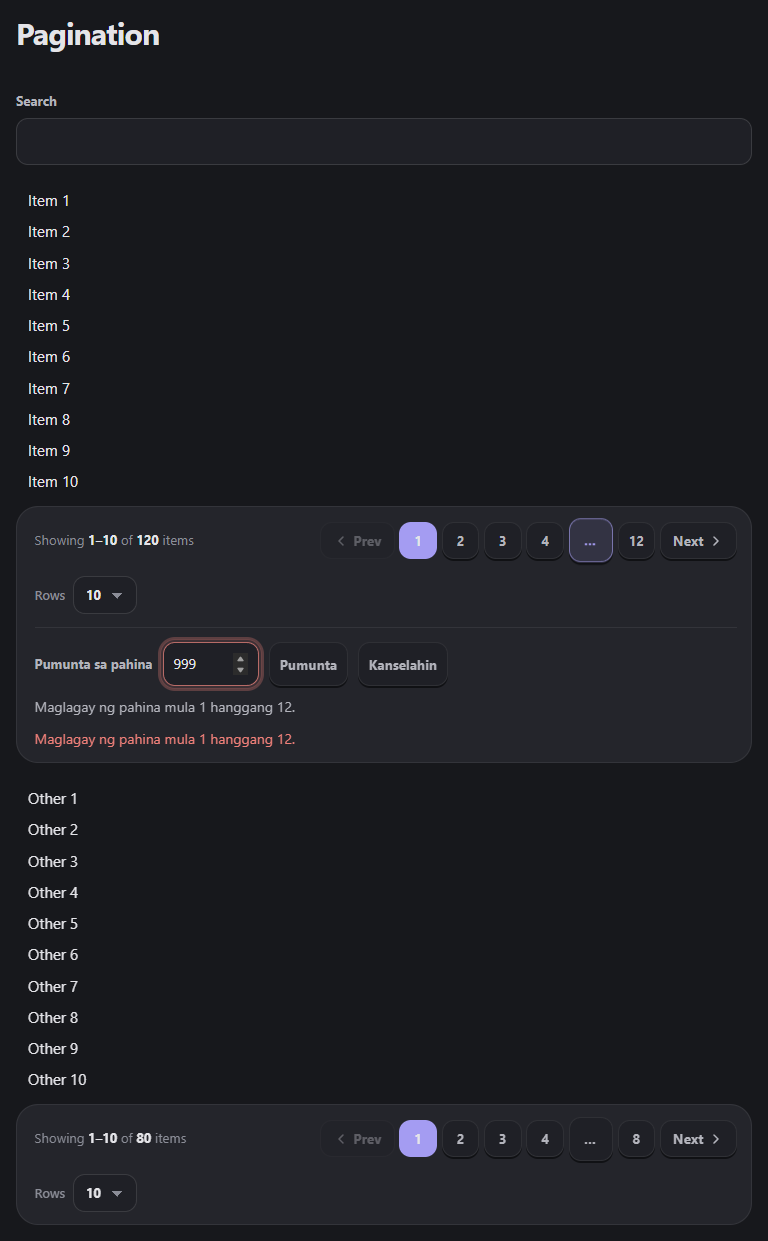 Pagination
Search
Item 1
Item 2
Item 3
Item 4
Item 5
Item 6
Item 7
Item 8
Item 9
Item 10
Showing 1–10 of 120 items Prev 1 2 3 4 ... 12 Next
Rows 10
Pumunta sa pahina 999 Pumunta Kanselahin
Maglagay ng pahina mula 1 hanggang 12.
Maglagay ng pahina mula 1 hanggang 12.
Other 1
Other 2
Other 3
Other 4
Other 5
Other 6
Other 7
Other 8
Other 9
Other 10
Showing 1–10 of 80 items Prev 1 2 3 4 ... 8 Next
Rows 10